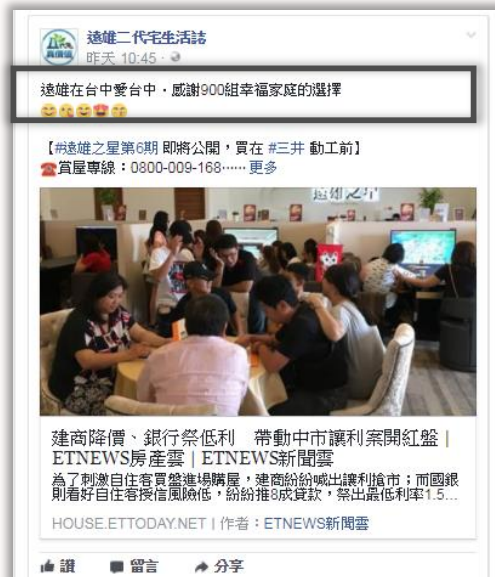 遠雄二代宅生活誌
昨天 10:45 ·
遠雄在台中愛台中‧感謝900組幸福家庭的選擇
【#遠雄之星第6期 即將公開，買在 #三井 動工前】
賞屋專線：0800-009-168……更多
遠雄之星
建商降價、銀行祭低利　帶動中市讓利案開紅盤 |
ETNEWS房產雲 | ETNEWS新聞雲
為了刺激自住客買盤進場購屋，建商紛紛喊出讓利搶市；而國銀
則看好自住客授信風險低，紛紛推8成貸款，祭出最低利率1.5...
HOUSE.ETTODAY.NET | 作者：ETNEWS新聞雲
讚 留言 分享